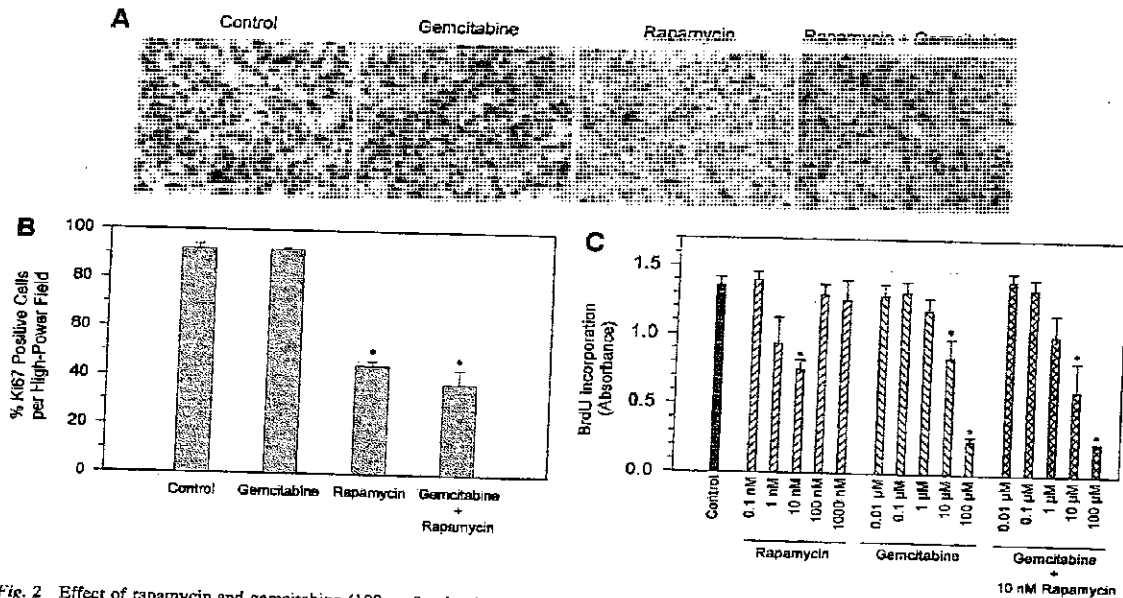 A
Control
Gemcitabine
Rapamycin
Rapamycin + Gemcitabine
B
% Ki67 Positive Cells
per High-Power Field
100
80
60
40
20
0
*
*
Control
Gemcitabine
Rapamycin
Gemcitabine
+
Rapamycin
C
BrdU Incorporation
(Absorbance)
1.5
1.0
0.5
0.0
*
*
*
*
*
Control
0.1 nM
1 nM
10 nM
100 nM
1000 nM
0.01 µM
0.1 µM
1 µM
10 µM
100 µM
0.01 µM
0.1 µM
1 µM
10 µM
100 µM
Rapamycin
Gemcitabine
Gemcitabine
+
10 nM Rapamycin
Fig. 2 Effect of rapamycin and gemcitabine (100